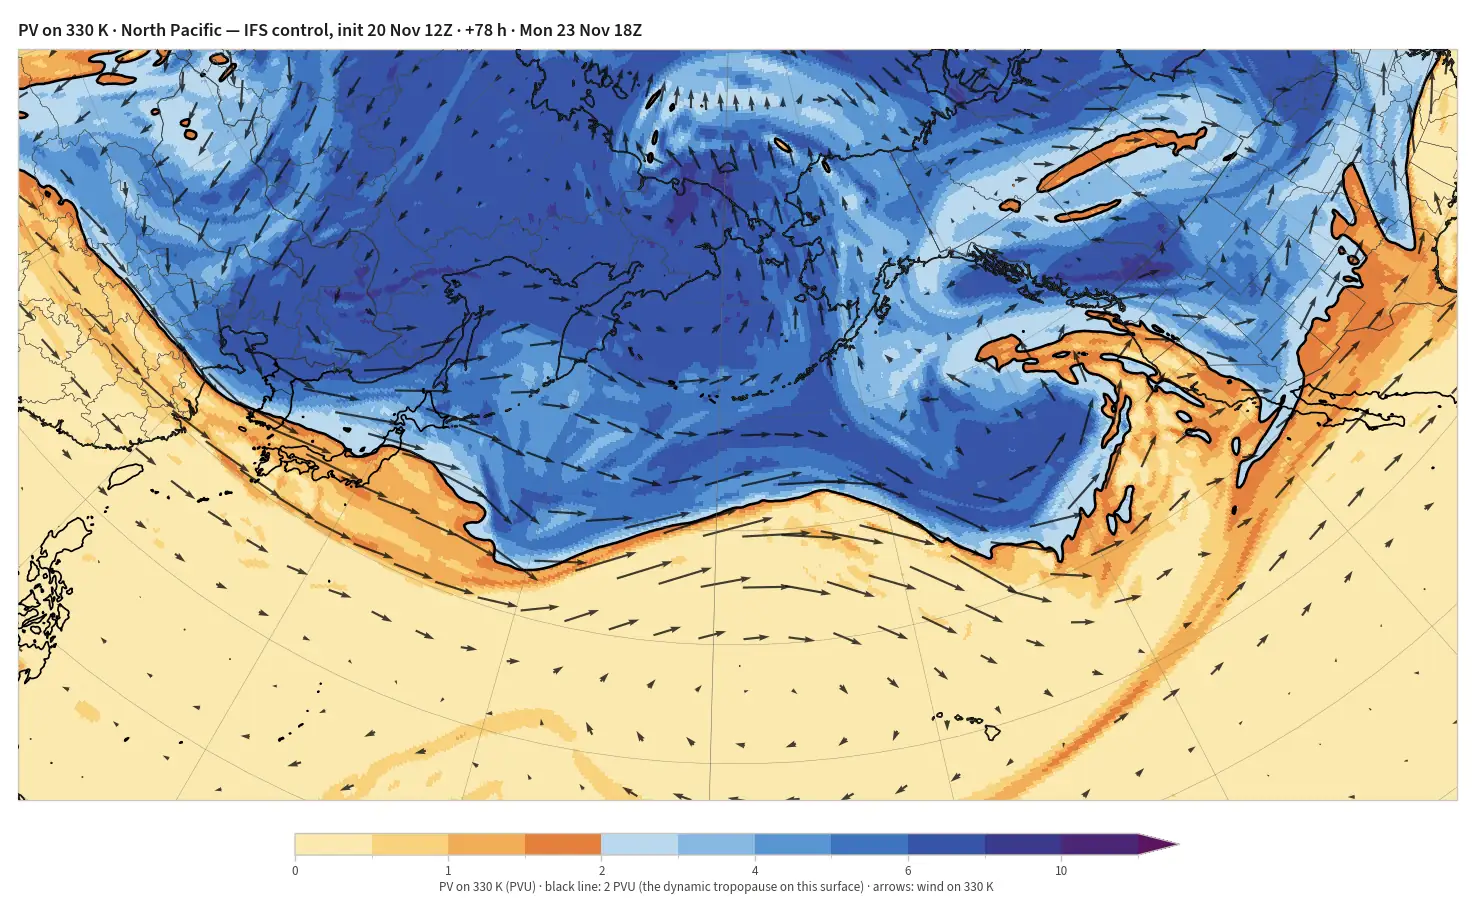 PV on 330 K · North Pacific — IFS control, init 20 Nov 12Z · +78 h · Mon 23 Nov 18Z
0 1 2 4 6 10
PV on 330 K (PVU) · black line: 2 PVU (the dynamic tropopause on this surface) · arrows: wind on 330 K